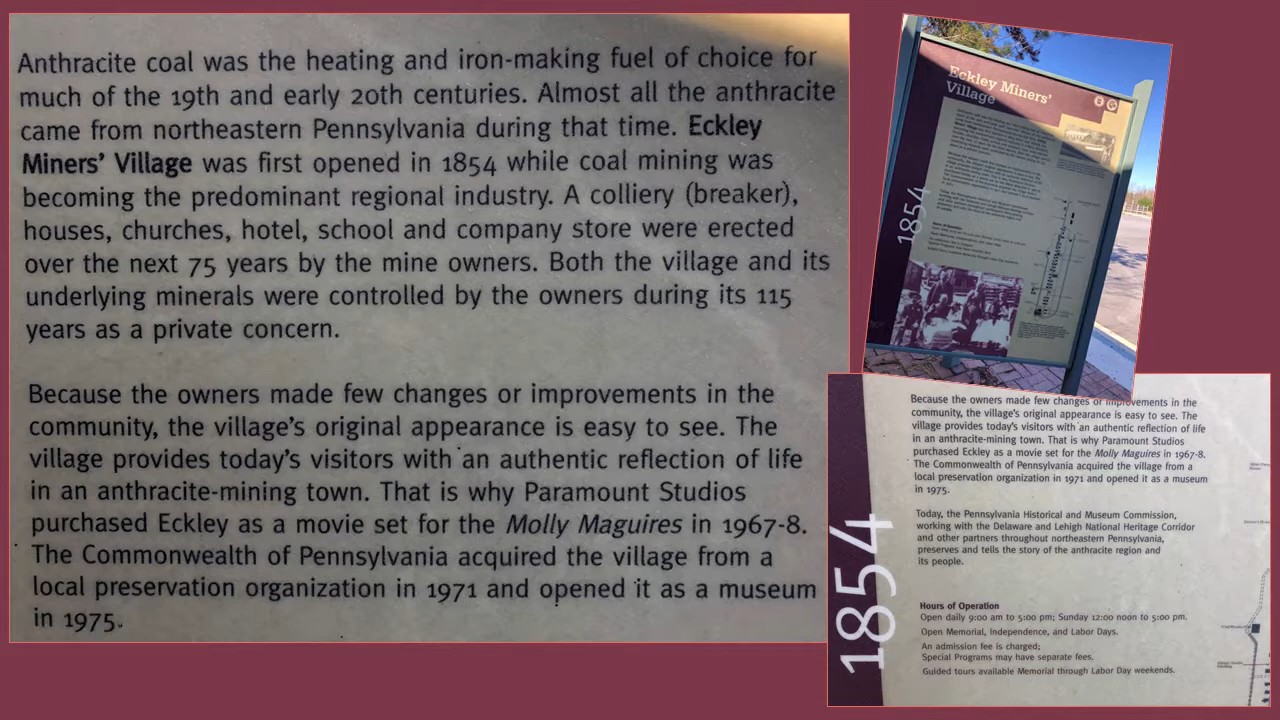 Anthracite coal was the heating and iron-making fuel of choice for
much of the 19th and early 20th centuries. Almost all the anthracite
came from northeastern Pennsylvania during that time. Eckley
Miners' Village was first opened in 1854 while coal mining was
becoming the predominant regional industry. A colliery (breaker),
houses, churches, hotel, school and company store were erected
over the next 75 years by the mine owners. Both the village and its
underlying minerals were controlled by the owners during its 115
years as a private concern.
Because the owners made few changes or improvements in the
community, the village's original appearance is easy to see. The
village provides today's visitors with an authentic reflection of life
in an anthracite-mining town. That is why Paramount Studios
purchased Eckley as a movie set for the Molly Maguires in 1967-8.
The Commonwealth of Pennsylvania acquired the village from a
local preservation organization in 1971 and opened it as a museum
in 1975.
Eckley Miners'
Village
1854
Because the owners made few changes or improvements in the
community, the village's original appearance is easy to see. The
village provides today's visitors with an authentic reflection of life
in an anthracite-mining town. That is why Paramount Studios
purchased Eckley as a movie set for the Molly Maguires in 1967-8.
The Commonwealth of Pennsylvania acquired the village from a
local preservation organization in 1971 and opened it as a museum
in 1975.
Today, the Pennsylvania Historical and Museum Commission,
working with the Delaware and Lehigh National Heritage Corridor
and other partners throughout northeastern Pennsylvania,
preserves and tells the story of the anthracite region and
its people.
1854
Hours of Operation
Open daily 9:00 am to 5:00 pm; Sunday 12:00 noon to 5:00 pm.
Open Memorial, Independence, and Labor Days.
An admission fee is charged;
Special Programs may have separate fees.
Guided tours available Memorial through Labor Day weekends.